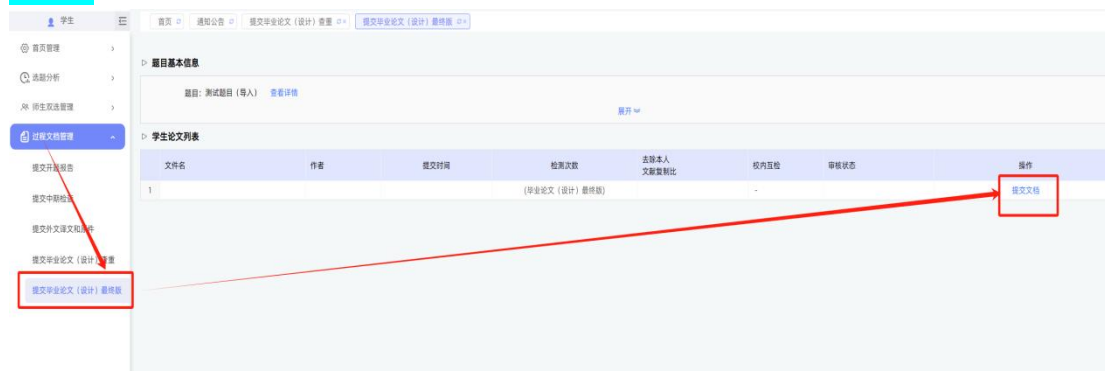 学生
首页
通知公告
提交毕业论文（设计）查重
提交毕业论文（设计）最终版
首页管理
选题分析
师生双选管理
过程文档管理
提交开题报告
提交中期检查
提交外文译文和原件
提交毕业论文（设计）查重
提交毕业论文（设计）最终版
题目基本信息
题目：测试题目（导入） 查看详情
展开
学生论文列表
文件名 作者 提交时间 检测次数 去除本人文献复制比 校内互检 审核状态 操作
1 （毕业论文（设计）最终版） - 提交文档